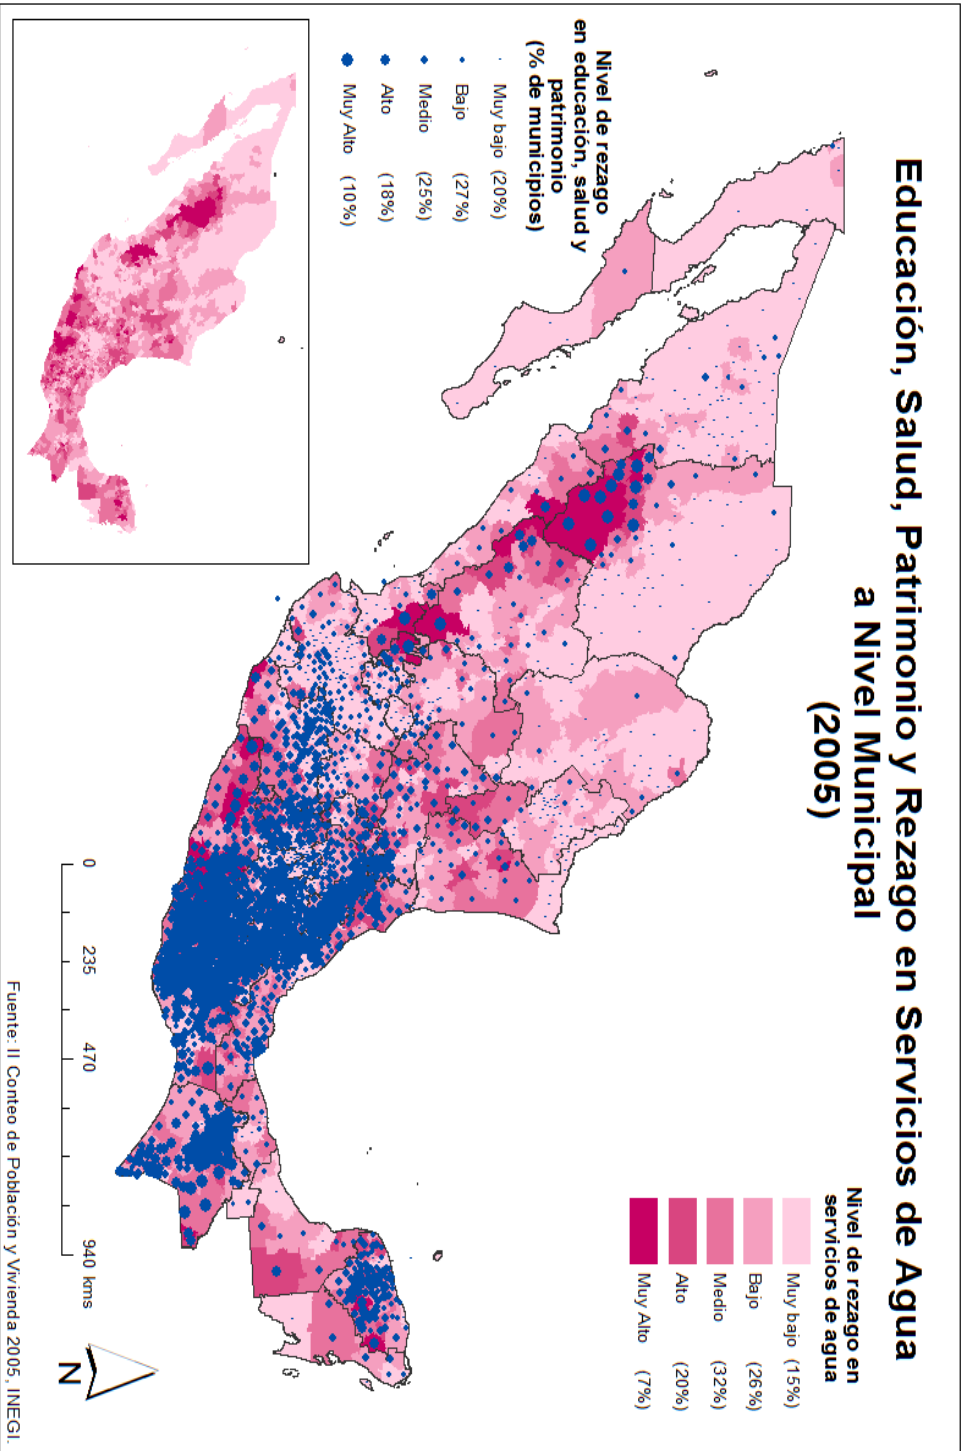 Educación, Salud, Patrimonio y Rezago en Servicios de Agua
a Nivel Municipal
(2005)
Nivel de rezago
en educación, salud y
patrimonio
(% de municipios)
Muy bajo (20%)
Bajo (27%)
Medio (25%)
Alto (18%)
Muy Alto (10%)
Nivel de rezago en
servicios de agua
Muy bajo (15%)
Bajo (26%)
Medio (32%)
Alto (20%)
Muy Alto (7%)
0 235 470 940 kms
N
Fuente: II Conteo de Población y Vivienda 2005, INEGI.